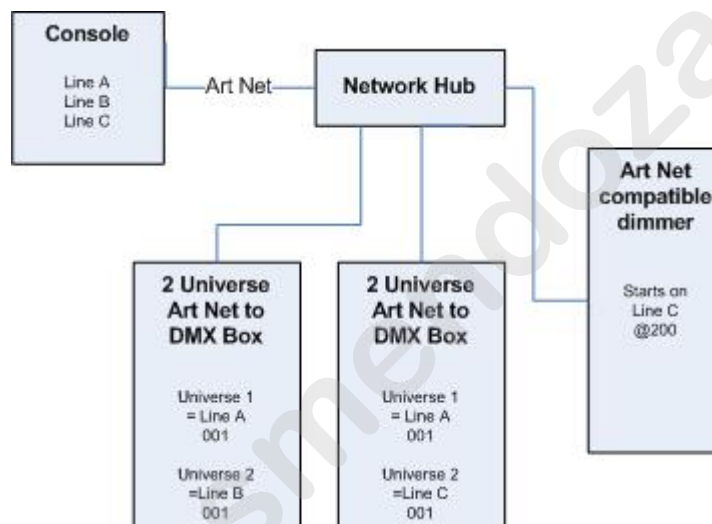 Console
Line A
Line B
Line C
Art Net
Network Hub
Art Net
compatible
dimmer
Starts on
Line C
@200
2 Universe
Art Net to
DMX Box
Universe 1
= Line A
001
Universe 2
=Line B
001
2 Universe
Art Net to
DMX Box
Universe 1
= Line A
001
Universe 2
=Line C
001
smendoza